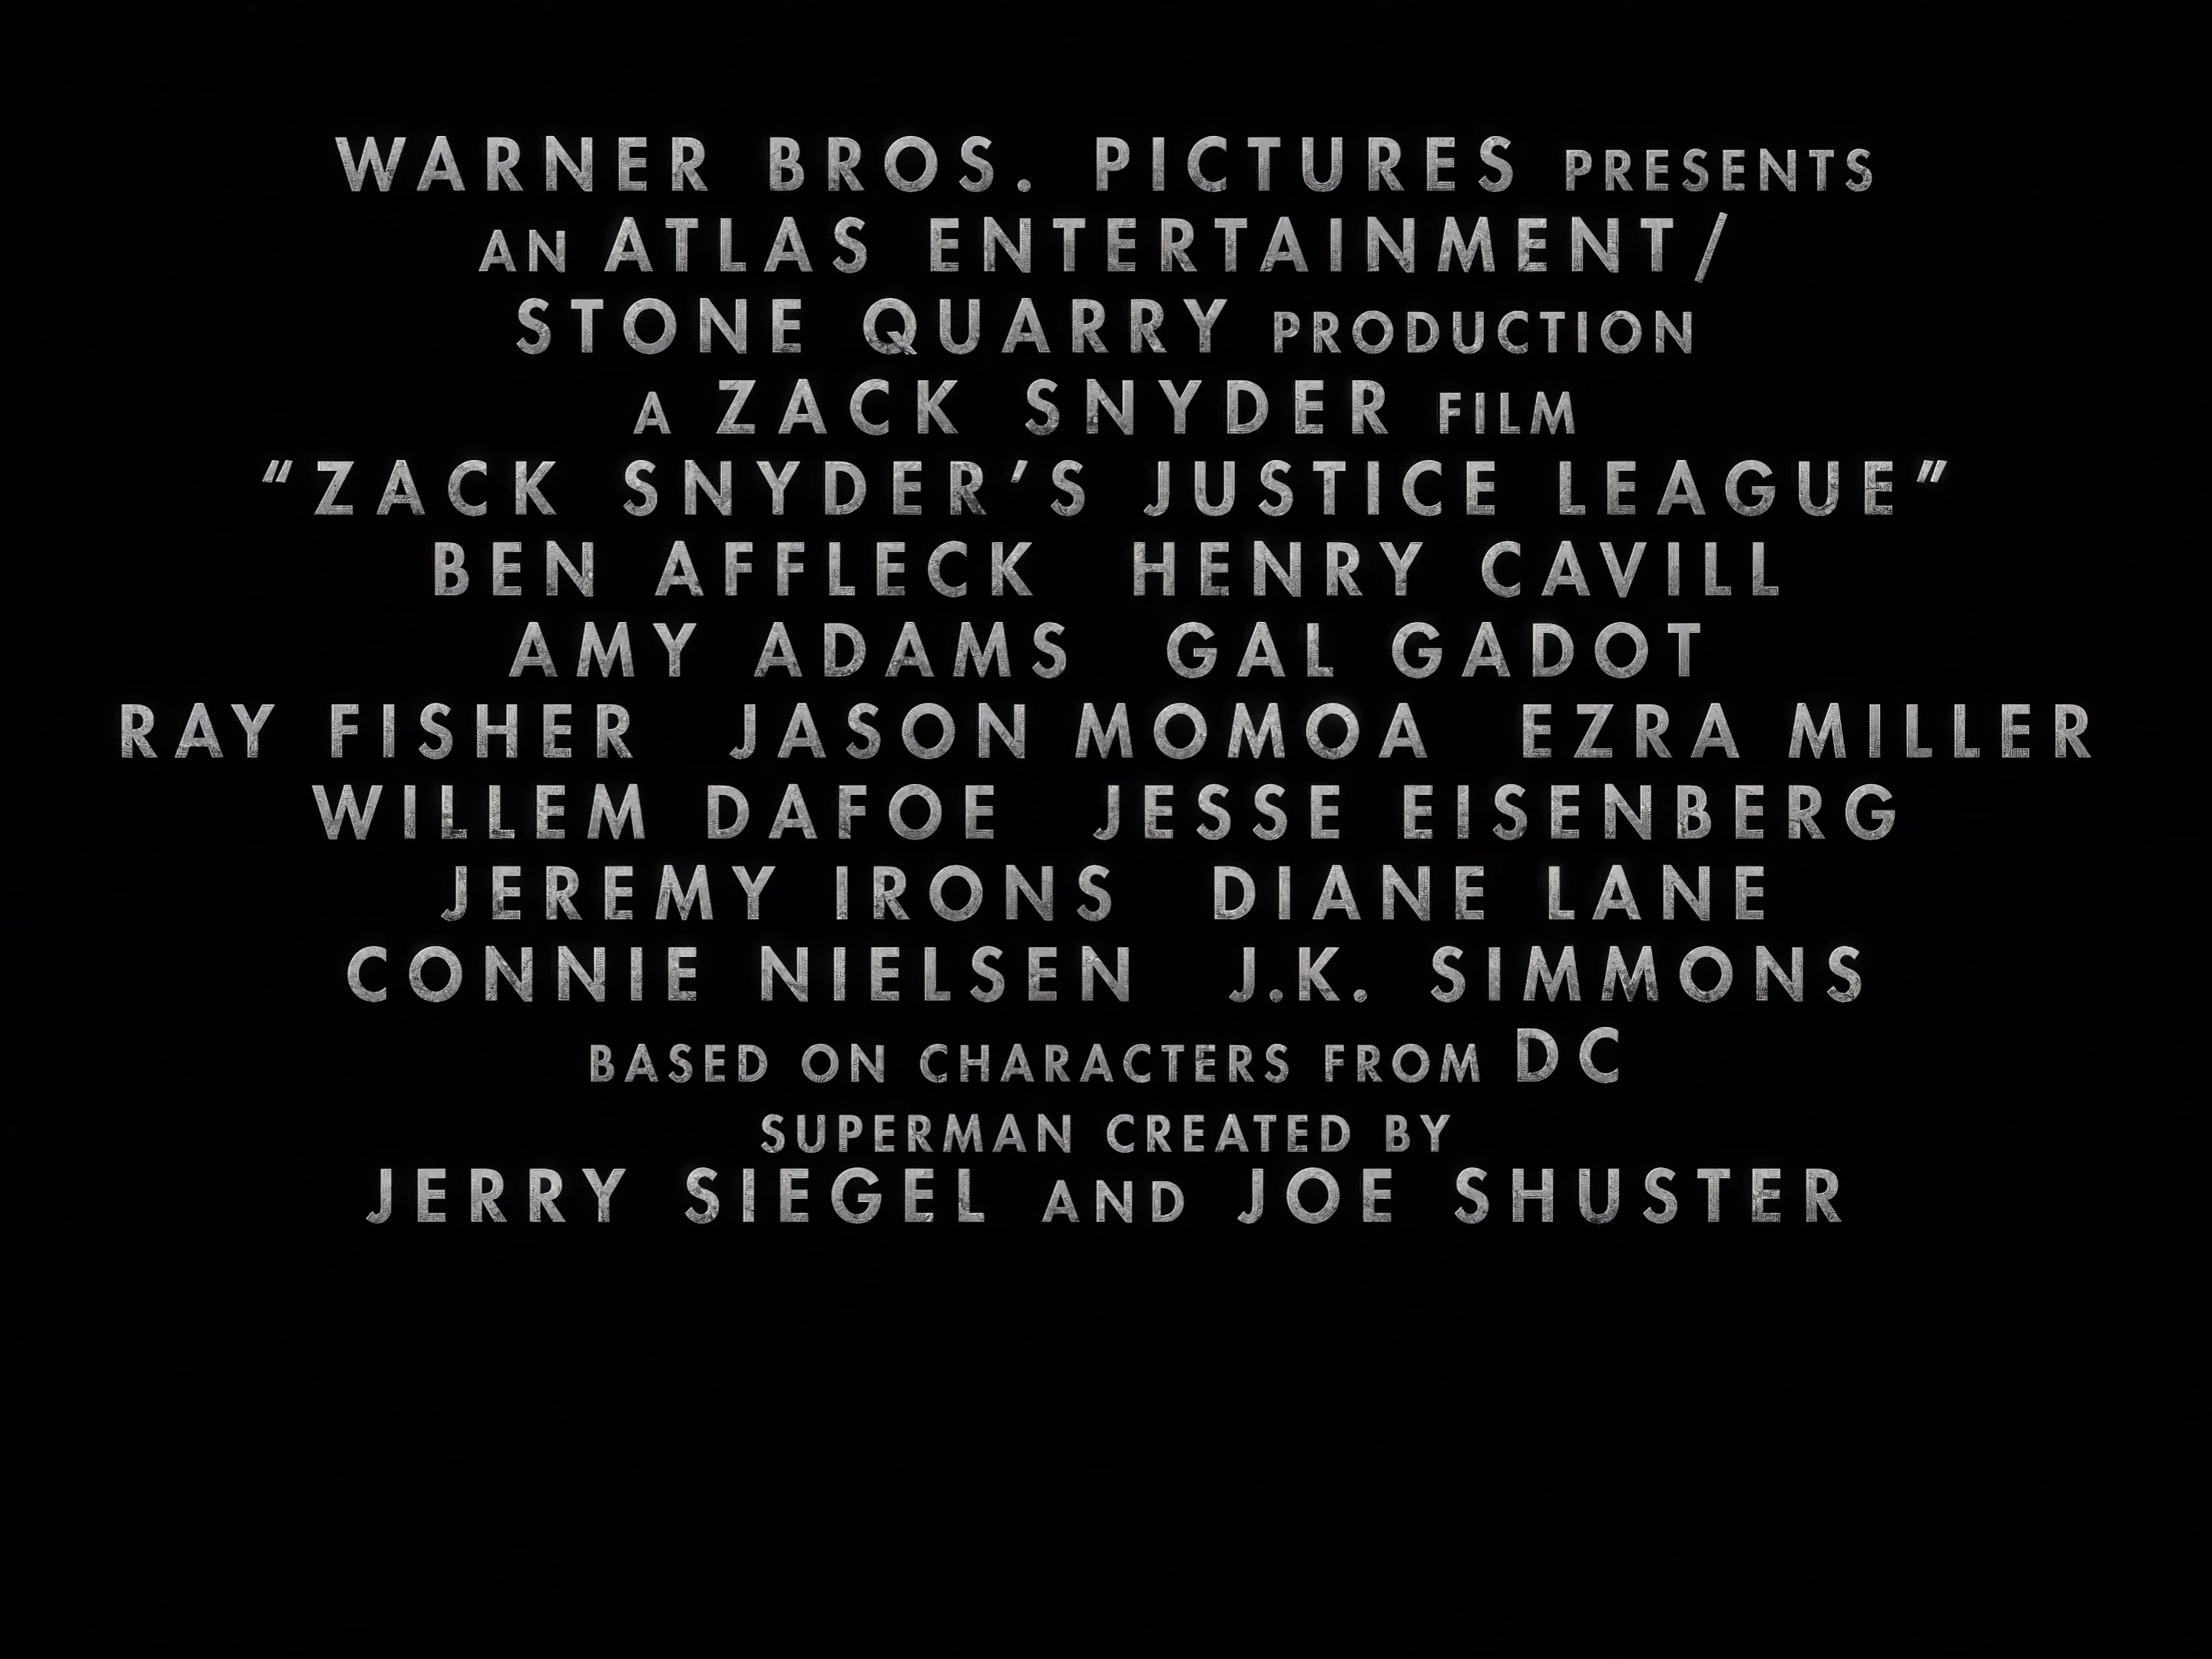 WARNER BROS. PICTURES PRESENTS
AN ATLAS ENTERTAINMENT/
STONE QUARRY PRODUCTION
A ZACK SNYDER FILM
"ZACK SNYDER'S JUSTICE LEAGUE"
BEN AFFLECK HENRY CAVILL
AMY ADAMS GAL GADOT
RAY FISHER JASON MOMOA EZRA MILLER
WILLEM DAFOE JESSE EISENBERG
JEREMY IRONS DIANE LANE
CONNIE NIELSEN J.K. SIMMONS
BASED ON CHARACTERS FROM DC
SUPERMAN CREATED BY
JERRY SIEGEL AND JOE SHUSTER